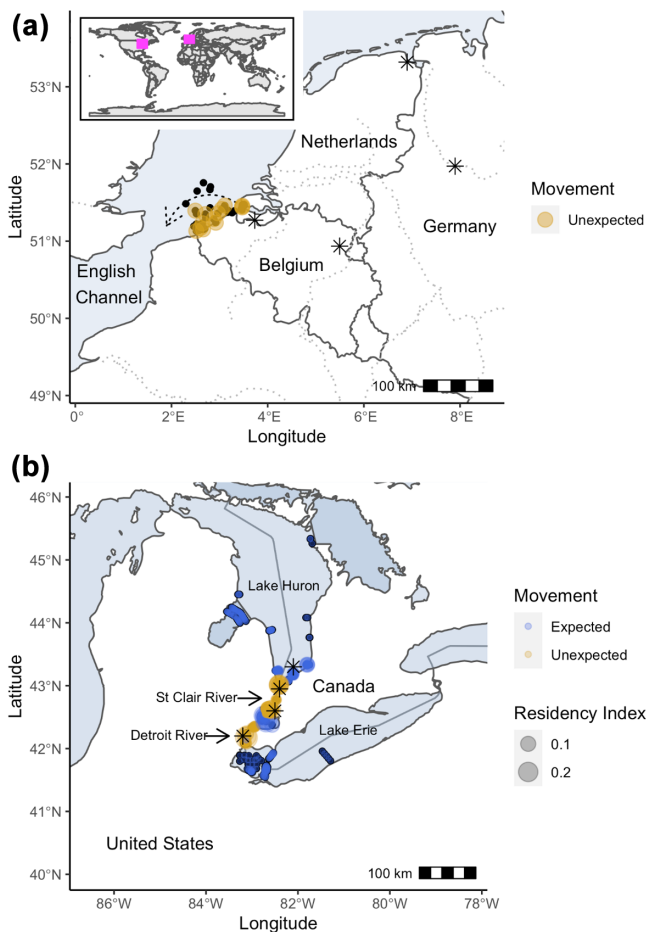 (a)
53°N
52°N
51°N
50°N
49°N
Latitude
Netherlands
Germany
Belgium
English
Channel
100 km
0°
2°E
4°E
6°E
8°E
Longitude
Movement
Unexpected
(b)
46°N
45°N
44°N
43°N
42°N
41°N
40°N
Latitude
Lake Huron
Canada
St Clair River
Detroit River
Lake Erie
United States
100 km
86°W
84°W
82°W
80°W
78°W
Longitude
Movement
Expected
Unexpected
Residency Index
0.1
0.2